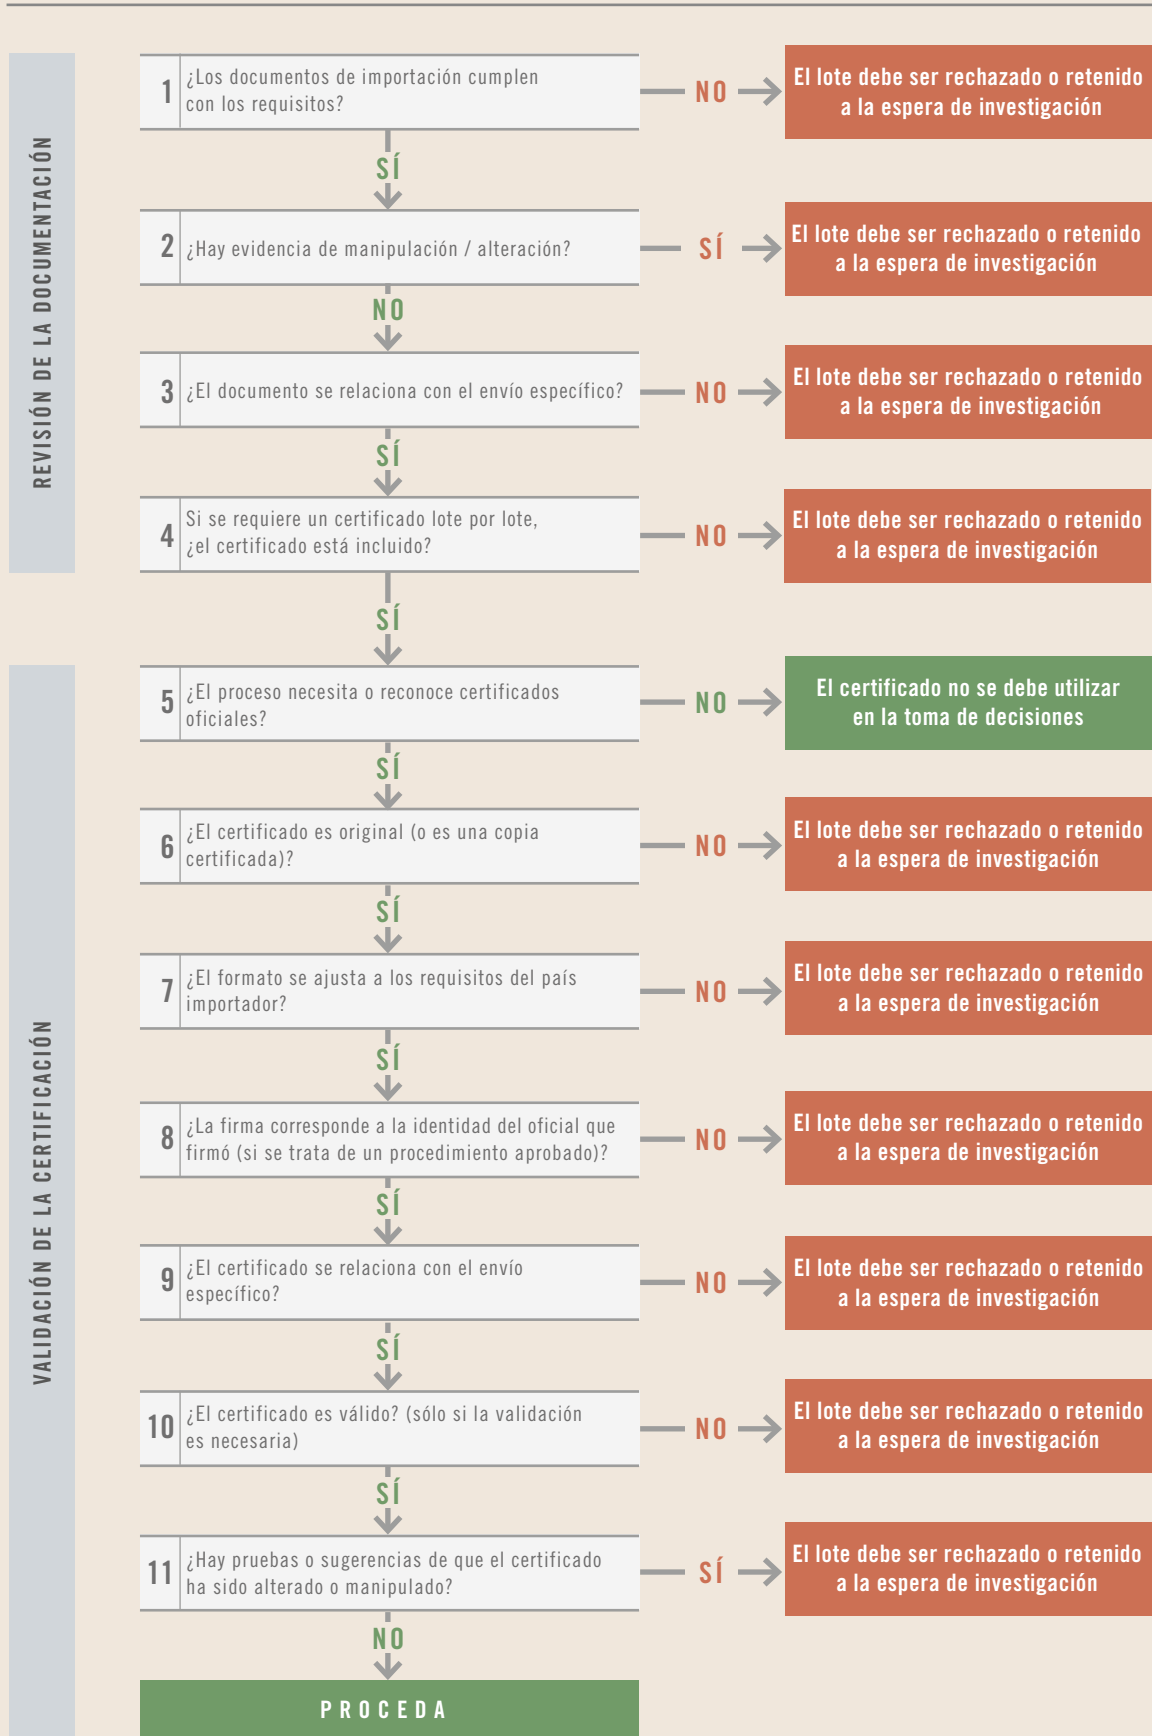 REVISIÓN DE LA DOCUMENTACIÓN
1
¿Los documentos de importación cumplen
con los requisitos?
NO
El lote debe ser rechazado o retenido
a la espera de investigación
SÍ
2
¿Hay evidencia de manipulación / alteración?
SÍ
El lote debe ser rechazado o retenido
a la espera de investigación
NO
3
¿El documento se relaciona con el envío específico?
NO
El lote debe ser rechazado o retenido
a la espera de investigación
SÍ
4
Si se requiere un certificado lote por lote,
¿el certificado está incluido?
NO
El lote debe ser rechazado o retenido
a la espera de investigación
SÍ
VALIDACIÓN DE LA CERTIFICACIÓN
5
¿El proceso necesita o reconoce certificados
oficiales?
NO
El certificado no se debe utilizar
en la toma de decisiones
SÍ
6
¿El certificado es original (o es una copia
certificada)?
NO
El lote debe ser rechazado o retenido
a la espera de investigación
SÍ
7
¿El formato se ajusta a los requisitos del país
importador?
NO
El lote debe ser rechazado o retenido
a la espera de investigación
SÍ
8
¿La firma corresponde a la identidad del oficial que
firmó (si se trata de un procedimiento aprobado)?
NO
El lote debe ser rechazado o retenido
a la espera de investigación
SÍ
9
¿El certificado se relaciona con el envío
específico?
NO
El lote debe ser rechazado o retenido
a la espera de investigación
SÍ
10
¿El certificado es válido? (sólo si la validación
es necesaria)
NO
El lote debe ser rechazado o retenido
a la espera de investigación
SÍ
11
¿Hay pruebas o sugerencias de que el certificado
ha sido alterado o manipulado?
SÍ
El lote debe ser rechazado o retenido
a la espera de investigación
NO
PROCEDA